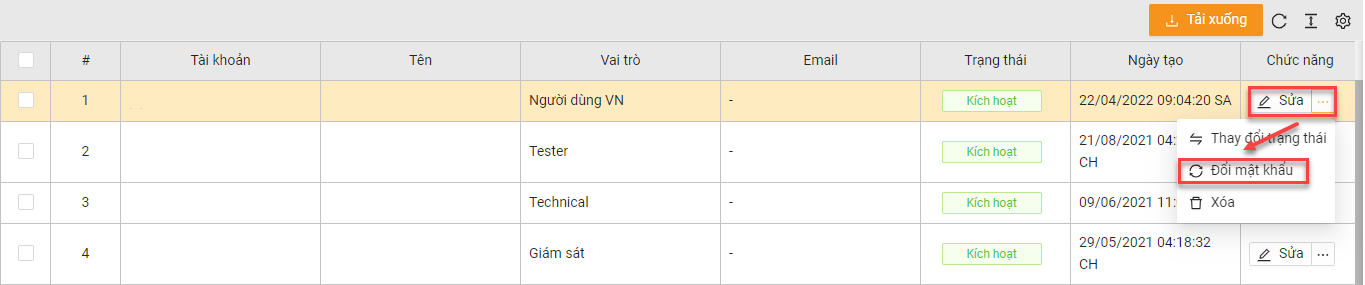 Tải xuống
# Tài khoản Tên Vai trò Email Trạng thái Ngày tạo Chức năng
1 Người dùng VN - Kích hoạt 22/04/2022 09:04:20 SA Sửa ...
Thay đổi trạng thái
2 Tester - Kích hoạt 21/08/2021 04:
CH
Đổi mật khẩu
3 Technical - Kích hoạt 09/06/2021 11:
Xóa
4 Giám sát - Kích hoạt 29/05/2021 04:18:32
CH
Sửa ...